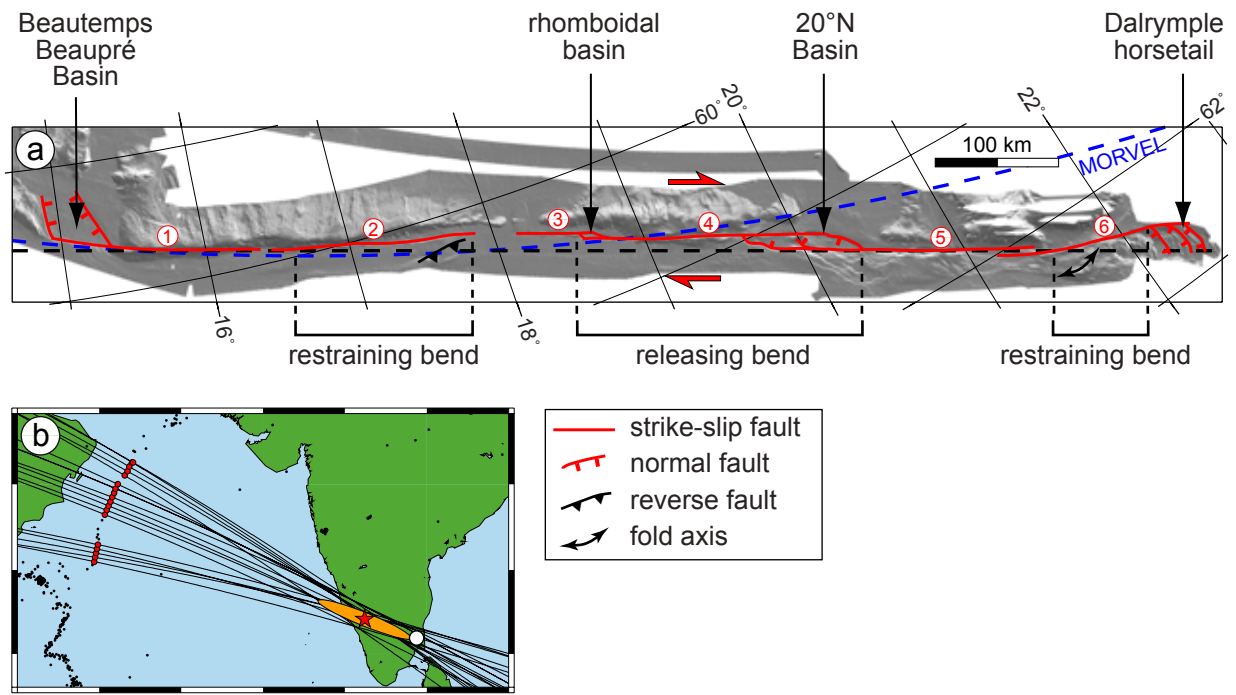 Beautemps
Beaupré
Basin
rhomboidal
basin
20°N
Basin
Dalrymple
horsetail
a
60°
20°
22°
62°
100 km
MORVEL
1
2
3
4
5
6
16°
18°
restraining bend
releasing bend
restraining bend
b
strike-slip fault
normal fault
reverse fault
fold axis